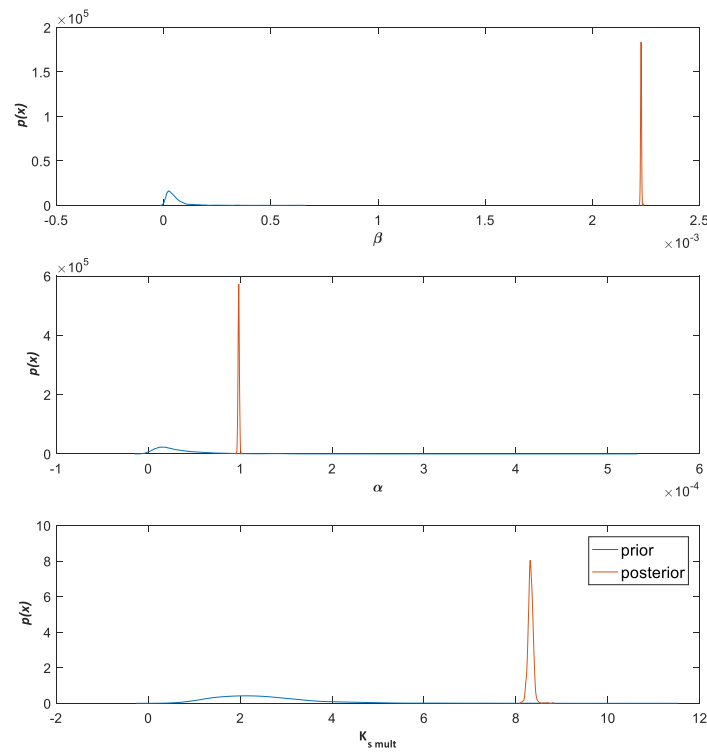 ×10^5
2
1.5
1
0.5
0
p(x)
-0.5 0 0.5 1 1.5 2 2.5
β
×10^-3
×10^5
6
4
2
0
p(x)
-1 0 1 2 3 4 5 6
α
×10^-4
10
8
6
4
2
0
p(x)
prior
posterior
-2 0 2 4 6 8 10 12
K_s mult